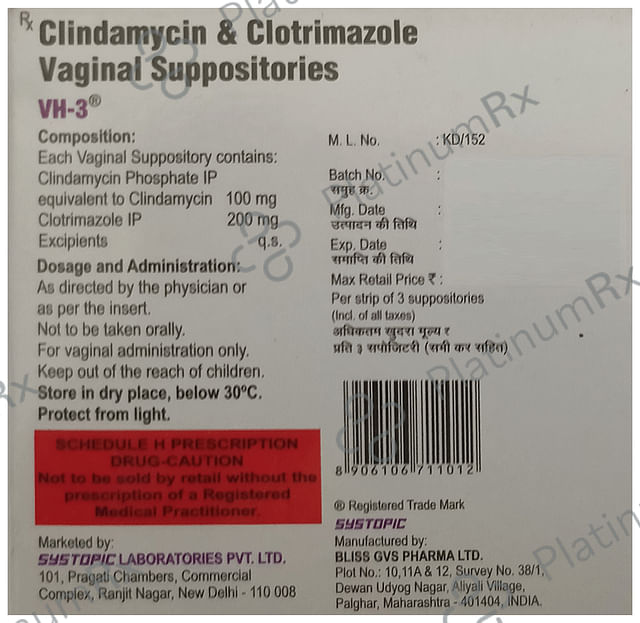 Rx Clindamycin & Clotrimazole
Vaginal Suppositories
VH-3®
Composition:
Each Vaginal Suppository contains:
Clindamycin Phosphate IP
equivalent to Clindamycin 100 mg
Clotrimazole IP 200 mg
Excipients q.s.
Dosage and Administration:
As directed by the physician or
as per the insert.
Not to be taken orally.
For vaginal administration only.
Keep out of the reach of children.
Store in dry place, below 30ºC.
Protect from light.
SCHEDULE H PRESCRIPTION
DRUG-CAUTION
Not to be sold by retail without the
prescription of a Registered
Medical Practitioner.
Marketed by:
SYSTOPIC LABORATORIES PVT. LTD.
101, Pragati Chambers, Commercial
Complex, Ranjit Nagar, New Delhi - 110 008
M. L. No. : KD/152
Batch No. :
समूह क्र.
Mfg. Date :
उत्पादन की तिथि
Exp. Date :
समाप्ति की तिथि
Max Retail Price ₹ :
Per strip of 3 suppositories
(Incl. of all taxes)
अधिकतम खुदरा मूल्य ₹
प्रति ३ सपोजिटरी (सभी कर सहित)
8 906106 711012
® Registered Trade Mark
SYSTOPIC
Manufactured by:
BLISS GVS PHARMA LTD.
Plot No.: 10,11A & 12, Survey No. 38/1,
Dewan Udyog Nagar, Aliyali Village,
Palghar, Maharashtra - 401404, INDIA.
PlatinumRx
PlatinumRx
PlatinumRx